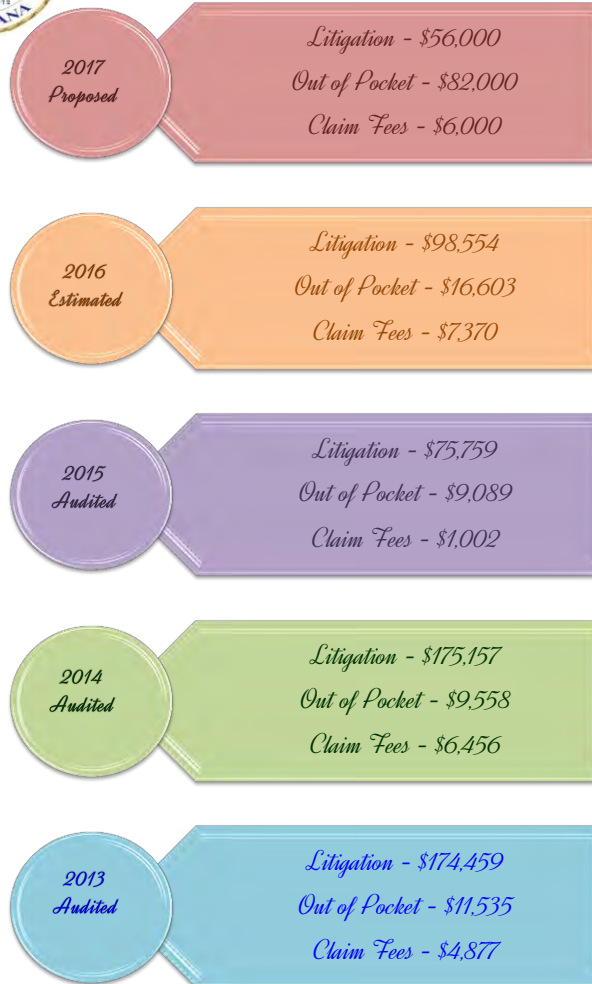 ANA
2017
Proposed
Litigation - $56,000
Out of Pocket - $82,000
Claim Fees - $6,000
2016
Estimated
Litigation - $98,554
Out of Pocket - $16,603
Claim Fees - $7370
2015
Audited
Litigation - $75,759
Out of Pocket - $9,089
Claim Fees - $1,002
2014
Audited
Litigation - $175,157
Out of Pocket - $9,558
Claim Fees - $6,456
2013
Audited
Litigation - $174,459
Out of Pocket - $11,535
Claim Fees - $4,877